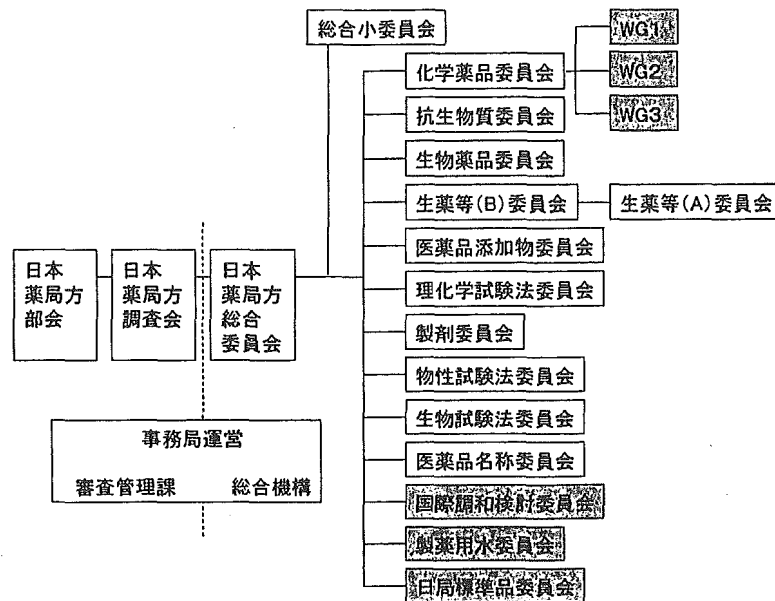 総合小委員会
化学薬品委員会
WG1
WG2
WG3
抗生物質委員会
生物薬品委員会
生薬等(B)委員会
生薬等(A)委員会
医薬品添加物委員会
理化学試験法委員会
製剤委員会
物性試験法委員会
生物試験法委員会
医薬品名称委員会
国際調和検討委員会
製薬用水委員会
日局標準品委員会
日本
薬局方
部会
日本
薬局方
調査会
日本
薬局方
総合
委員会
事務局運営
審査管理課 総合機構